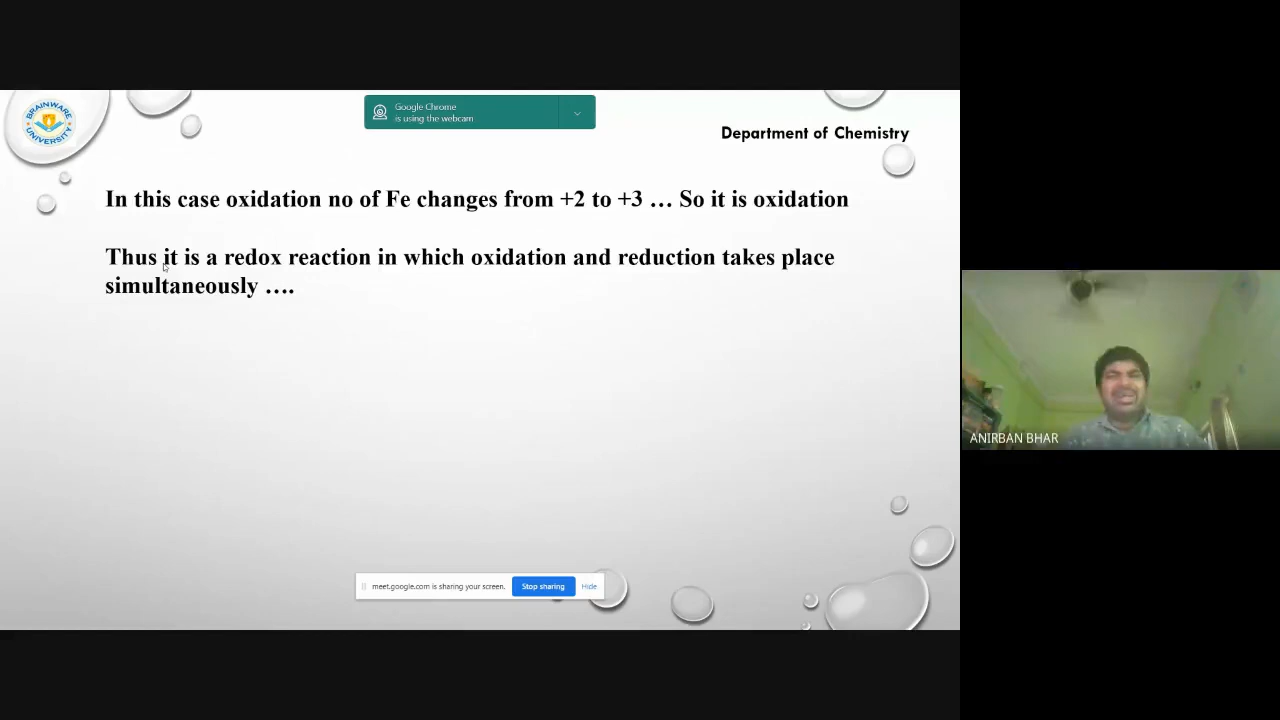 BRAINWARE UNIVERSITY
Google Chrome
is using the webcam
Department of Chemistry
In this case oxidation no of Fe changes from +2 to +3 … So it is oxidation
Thus it is a redox reaction in which oxidation and reduction takes place
simultaneously ….
ANIRBAN BHAR
meet.google.com is sharing your screen. Stop sharing Hide